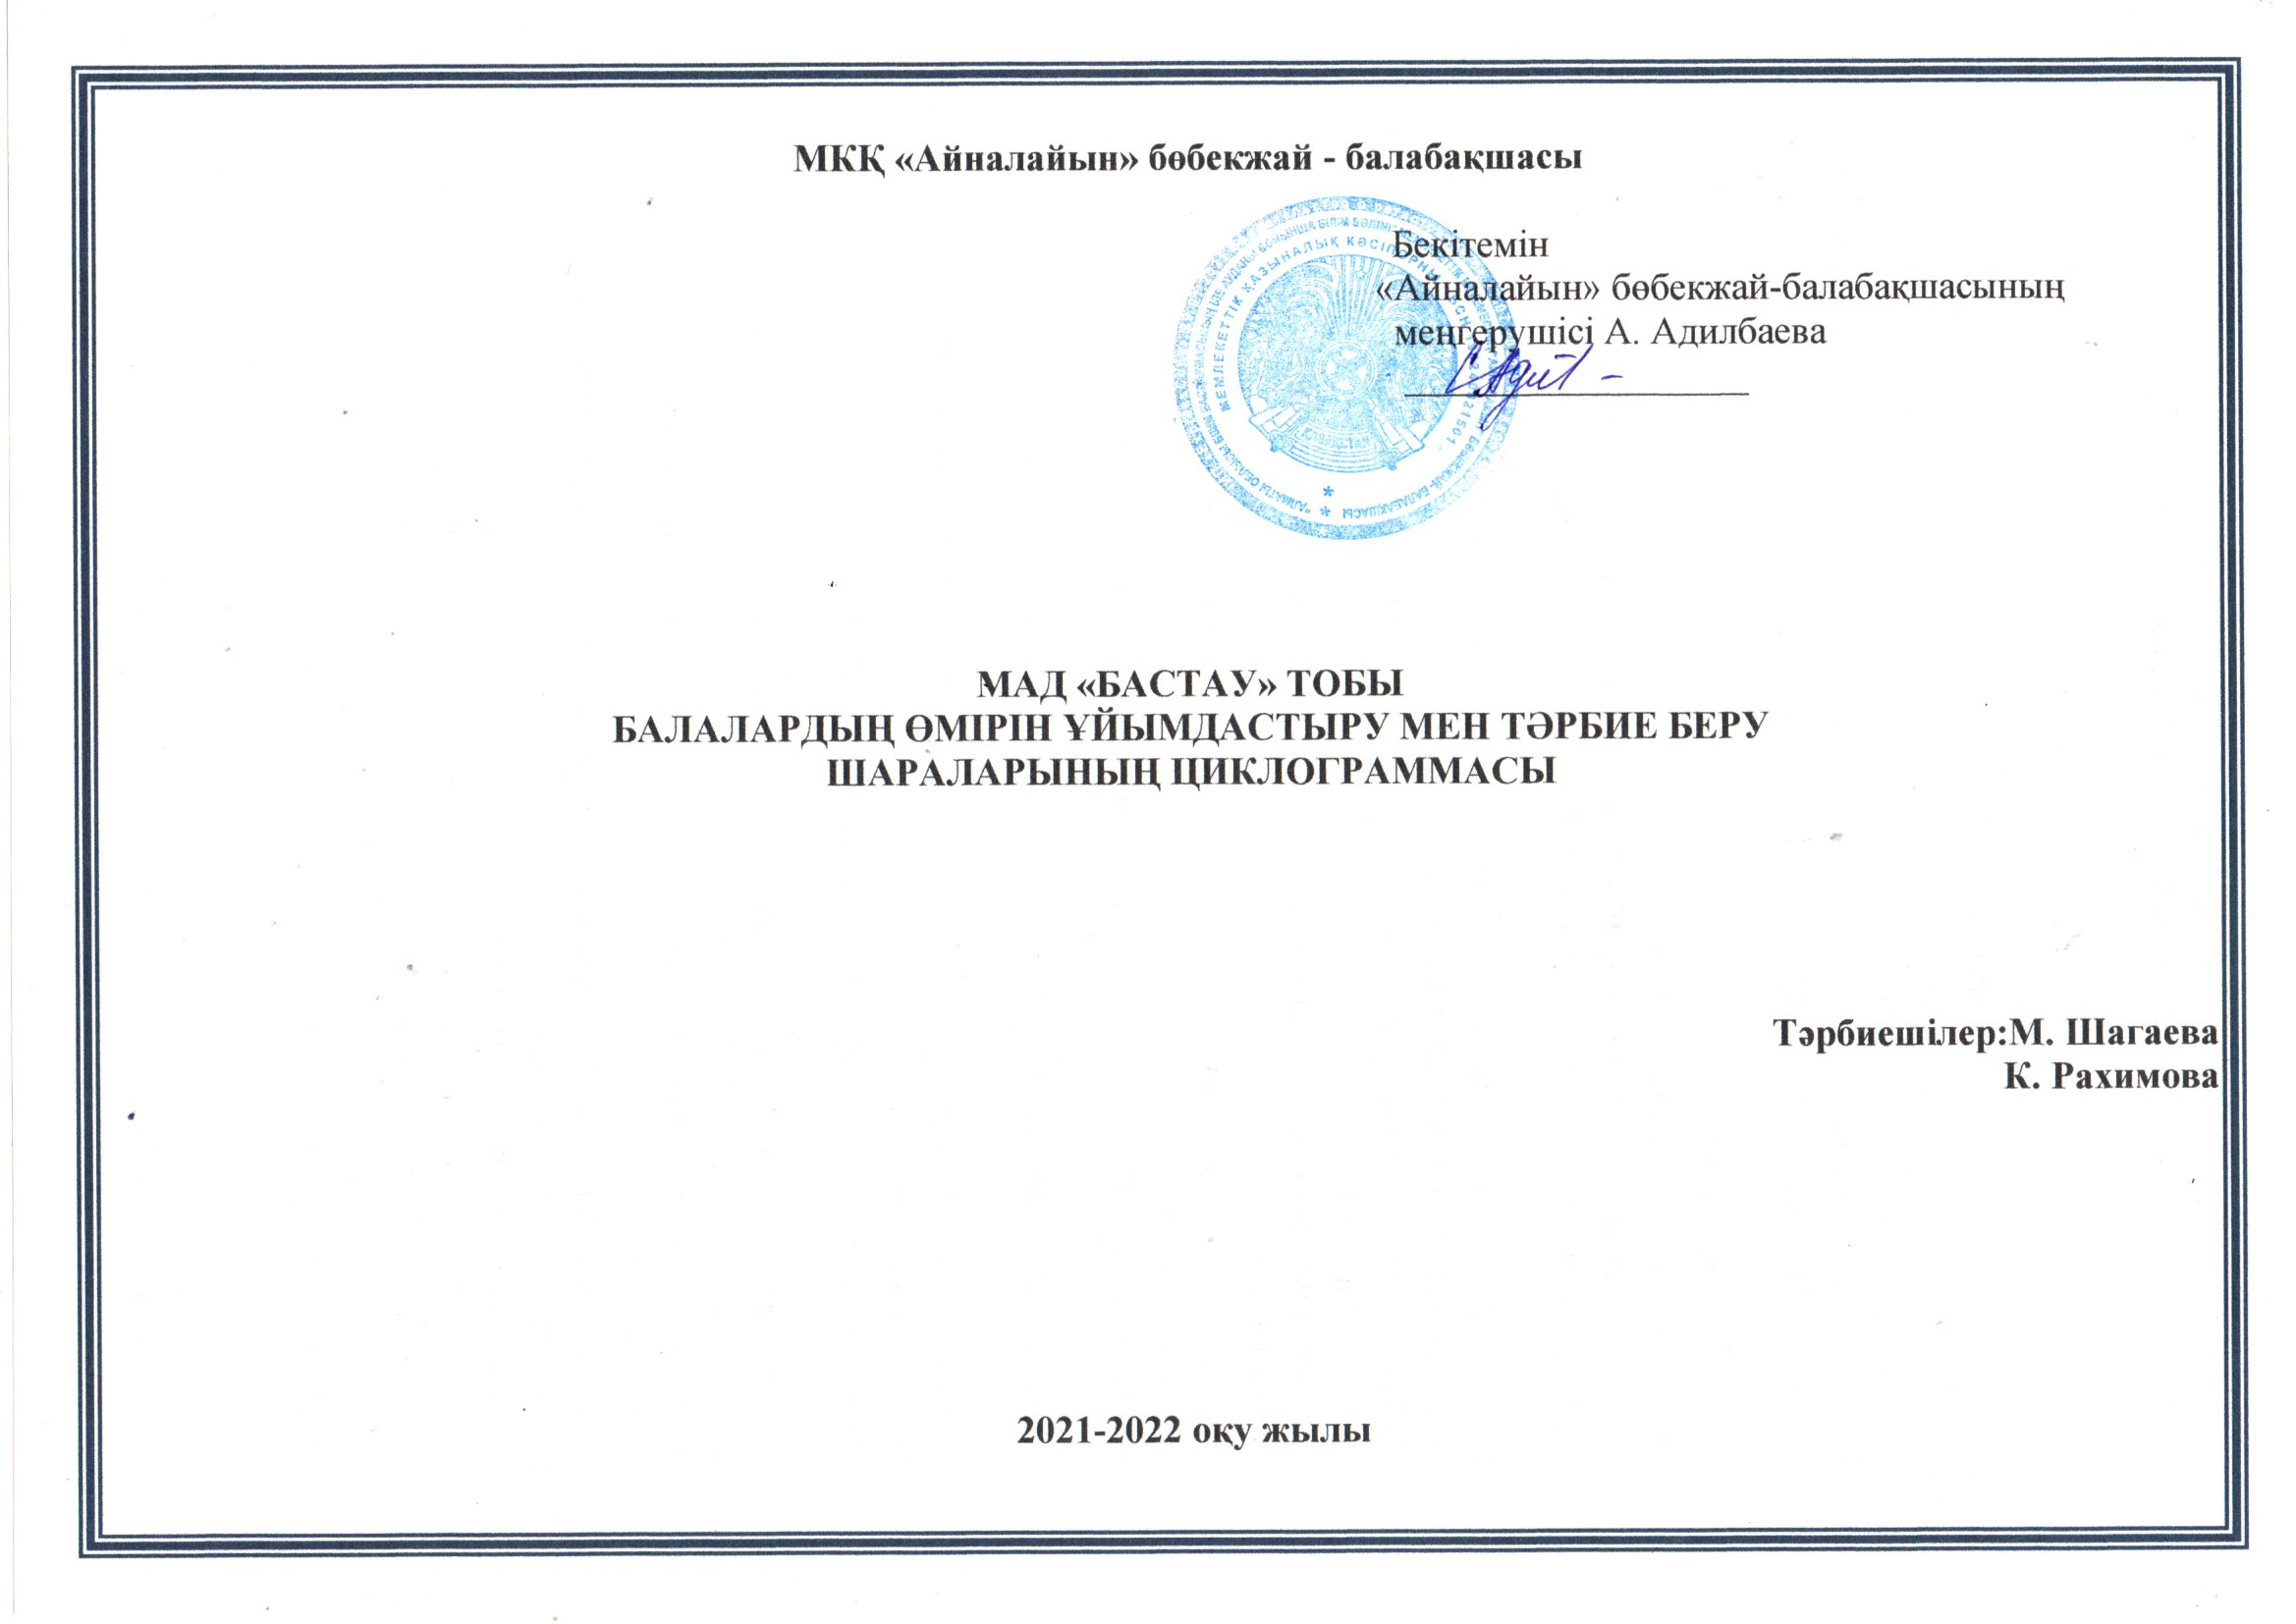 МКҚ «Айналайын» бөбекжай - балабақшасы
Бекітемін
«Айналайын» бөбекжай-балабақшасының
меңгерушісі А. Адилбаева
МАД «БАСТАУ» ТОБЫ
БАЛАЛАРДЫҢ ӨМІРІН ҰЙЫМДАСТЫРУ МЕН ТӘРБИЕ БЕРУ
ШАРАЛАРЫНЫҢ ЦИКЛОГРАММАСЫ
Тәрбиешілер:М. Шагаева
К. Рахимова
2021-2022 оқу жылы